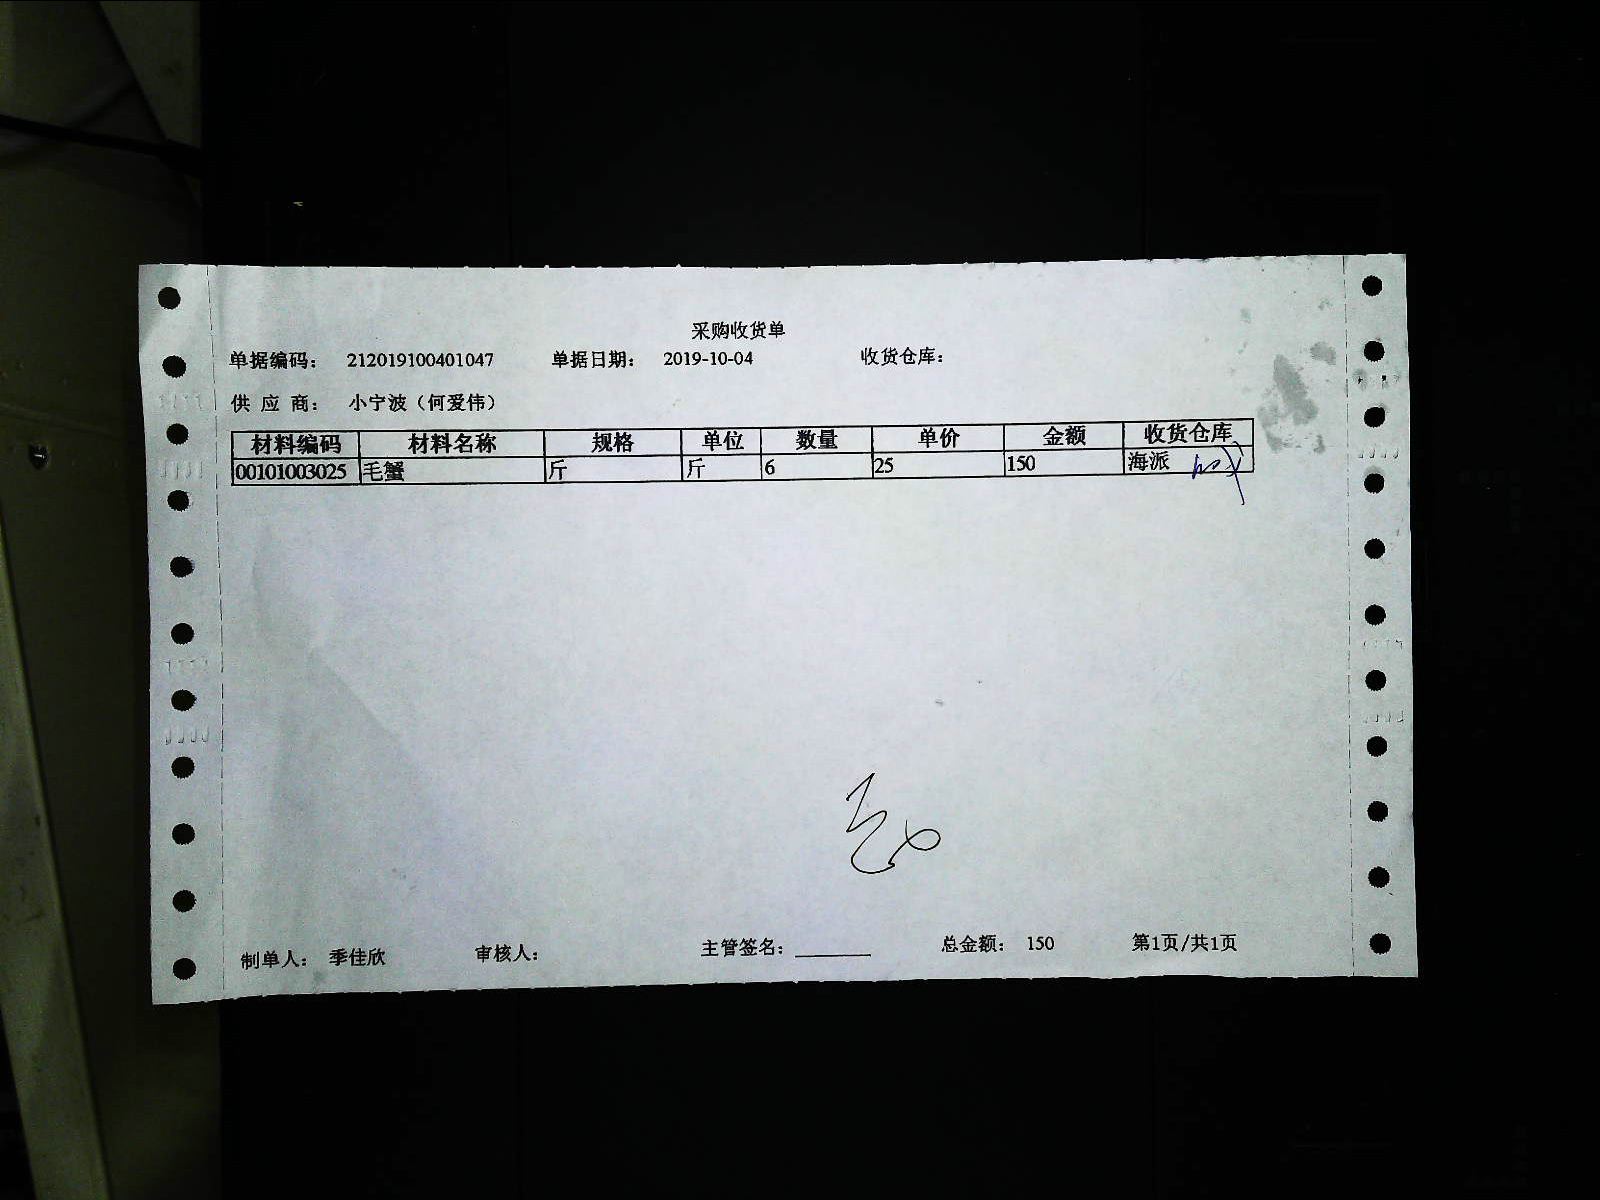 采购收货单
单据编码： 212019100401047 单据日期： 2019-10-04 收货仓库：
供 应 商： 小宁波（何爱伟）
材料编码 材料名称 规格 单位 数量 单价 金额 收货仓库
00101003025 毛蟹 斤 斤 6 25 150 海派
制单人： 季佳欣 审核人： 主管签名： 总金额： 150 第1页/共1页